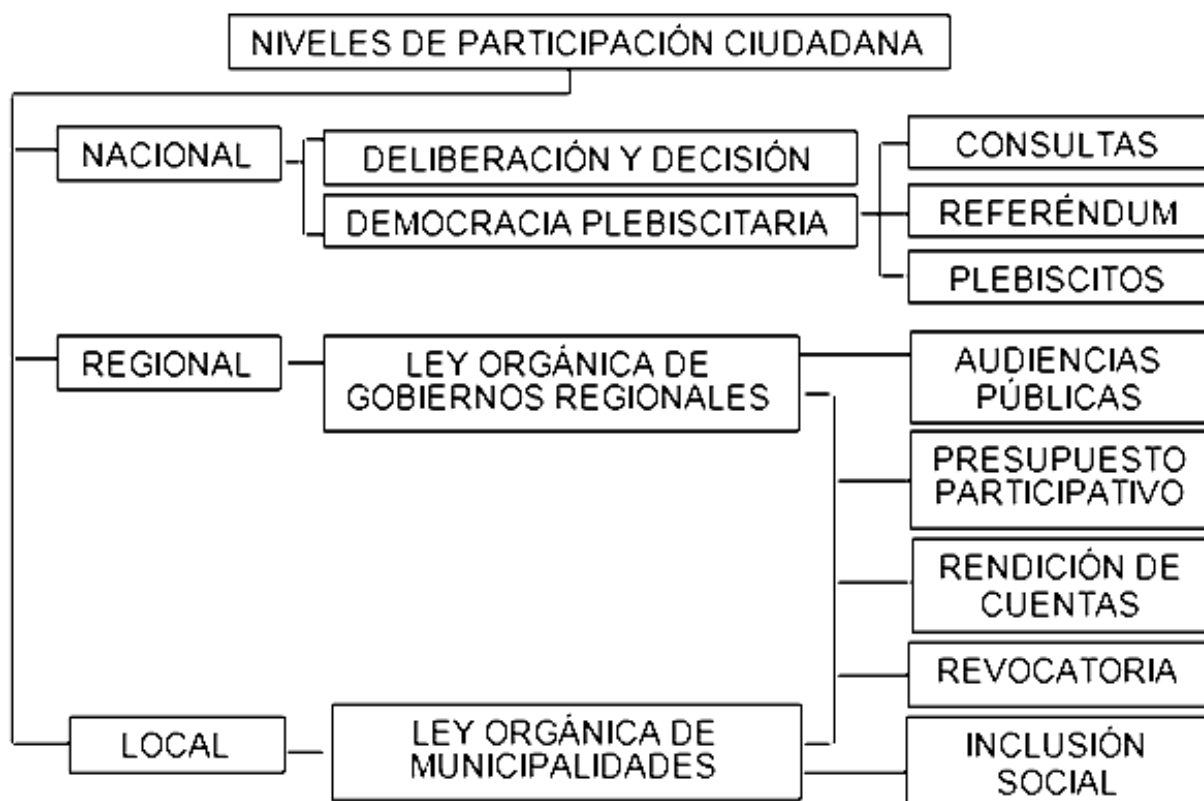 NIVELES DE PARTICIPACIÓN CIUDADANA
NACIONAL
DELIBERACIÓN Y DECISIÓN
DEMOCRACIA PLEBISCITARIA
CONSULTAS
REFERÉNDUM
PLEBISCITOS
REGIONAL
LEY ORGÁNICA DE
GOBIERNOS REGIONALES
AUDIENCIAS
PÚBLICAS
PRESUPUESTO
PARTICIPATIVO
RENDICIÓN DE
CUENTAS
REVOCATORIA
LOCAL
LEY ORGÁNICA DE
MUNICIPALIDADES
INCLUSIÓN
SOCIAL